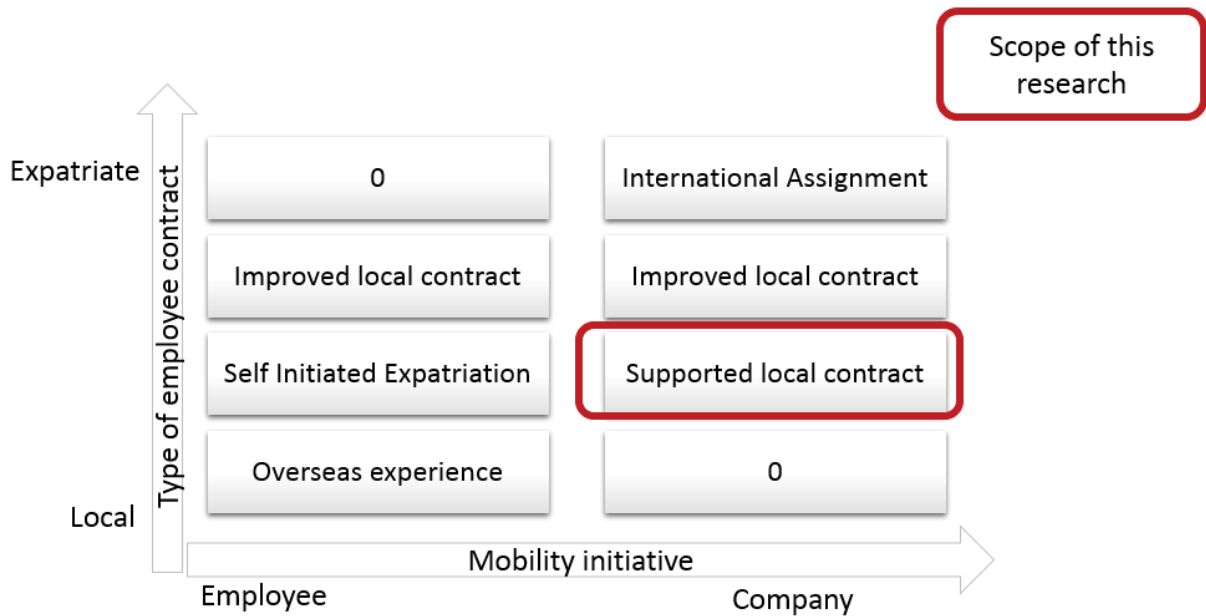 Scope of this
research
Expatriate
Type of employee contract
0
International Assignment
Improved local contract
Improved local contract
Self Initiated Expatriation
Supported local contract
Overseas experience
0
Local
Mobility initiative
Employee
Company